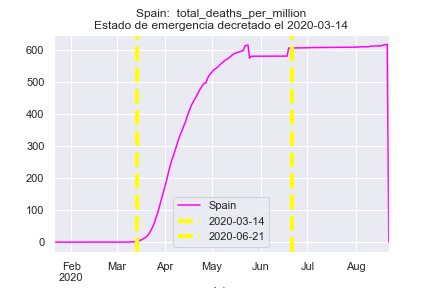 Spain:  total_deaths_per_million
Estado de emergencia decretado el 2020-03-14
600
500
400
300
200
100
0
Spain
2020-03-14
2020-06-21
Feb Mar Apr May Jun Jul Aug
2020